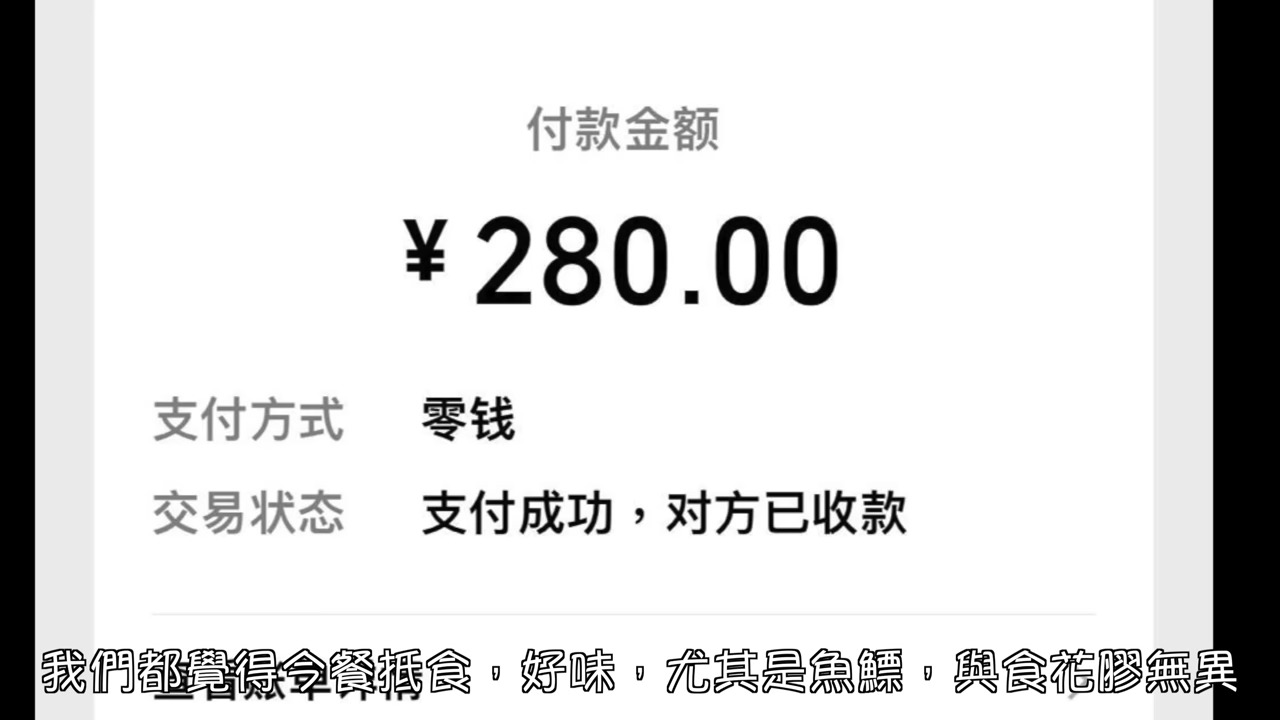 付款金额
¥280.00
支付方式 零钱
交易状态 支付成功，对方已收款
我們都覺得今餐抵食，好味，尤其是魚鰾，與食花膠無異